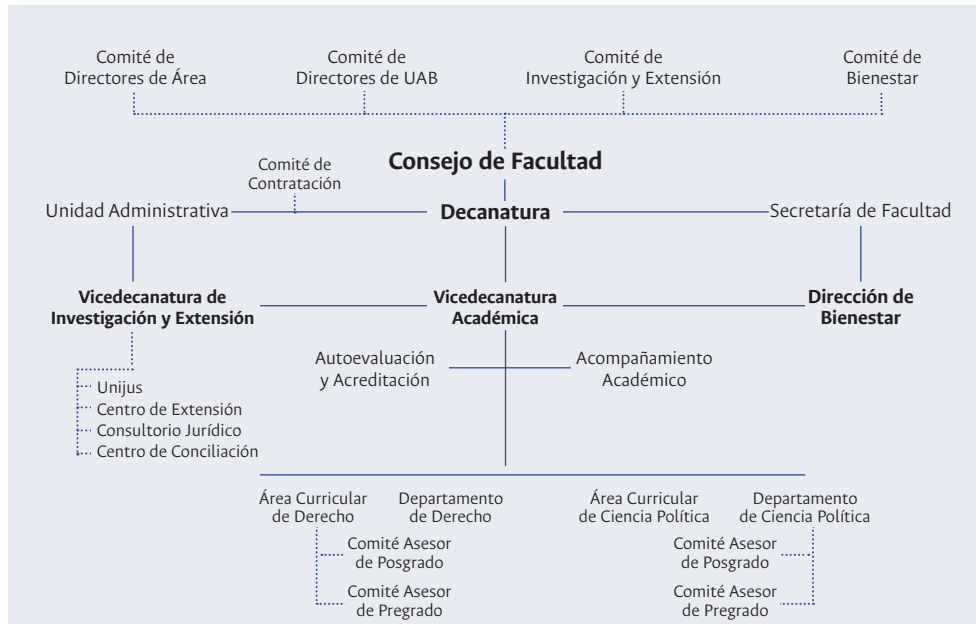 Comité de
Directores de Área
Comité de
Directores de UAB
Comité de
Investigación y Extensión
Comité de
Bienestar
Consejo de Facultad
Comité de
Contratación
Unidad Administrativa
Decanatura
Secretaría de Facultad
Vicedecanatura de
Investigación y Extensión
Vicedecanatura
Académica
Dirección de
Bienestar
Autoevaluación
y Acreditación
Acompañamiento
Académico
Unijus
Centro de Extensión
Consultorio Jurídico
Centro de Conciliación
Área Curricular
de Derecho
Departamento
de Derecho
Área Curricular
de Ciencia Política
Departamento
de Ciencia Política
Comité Asesor
de Posgrado
Comité Asesor
de Pregrado
Comité Asesor
de Posgrado
Comité Asesor
de Pregrado